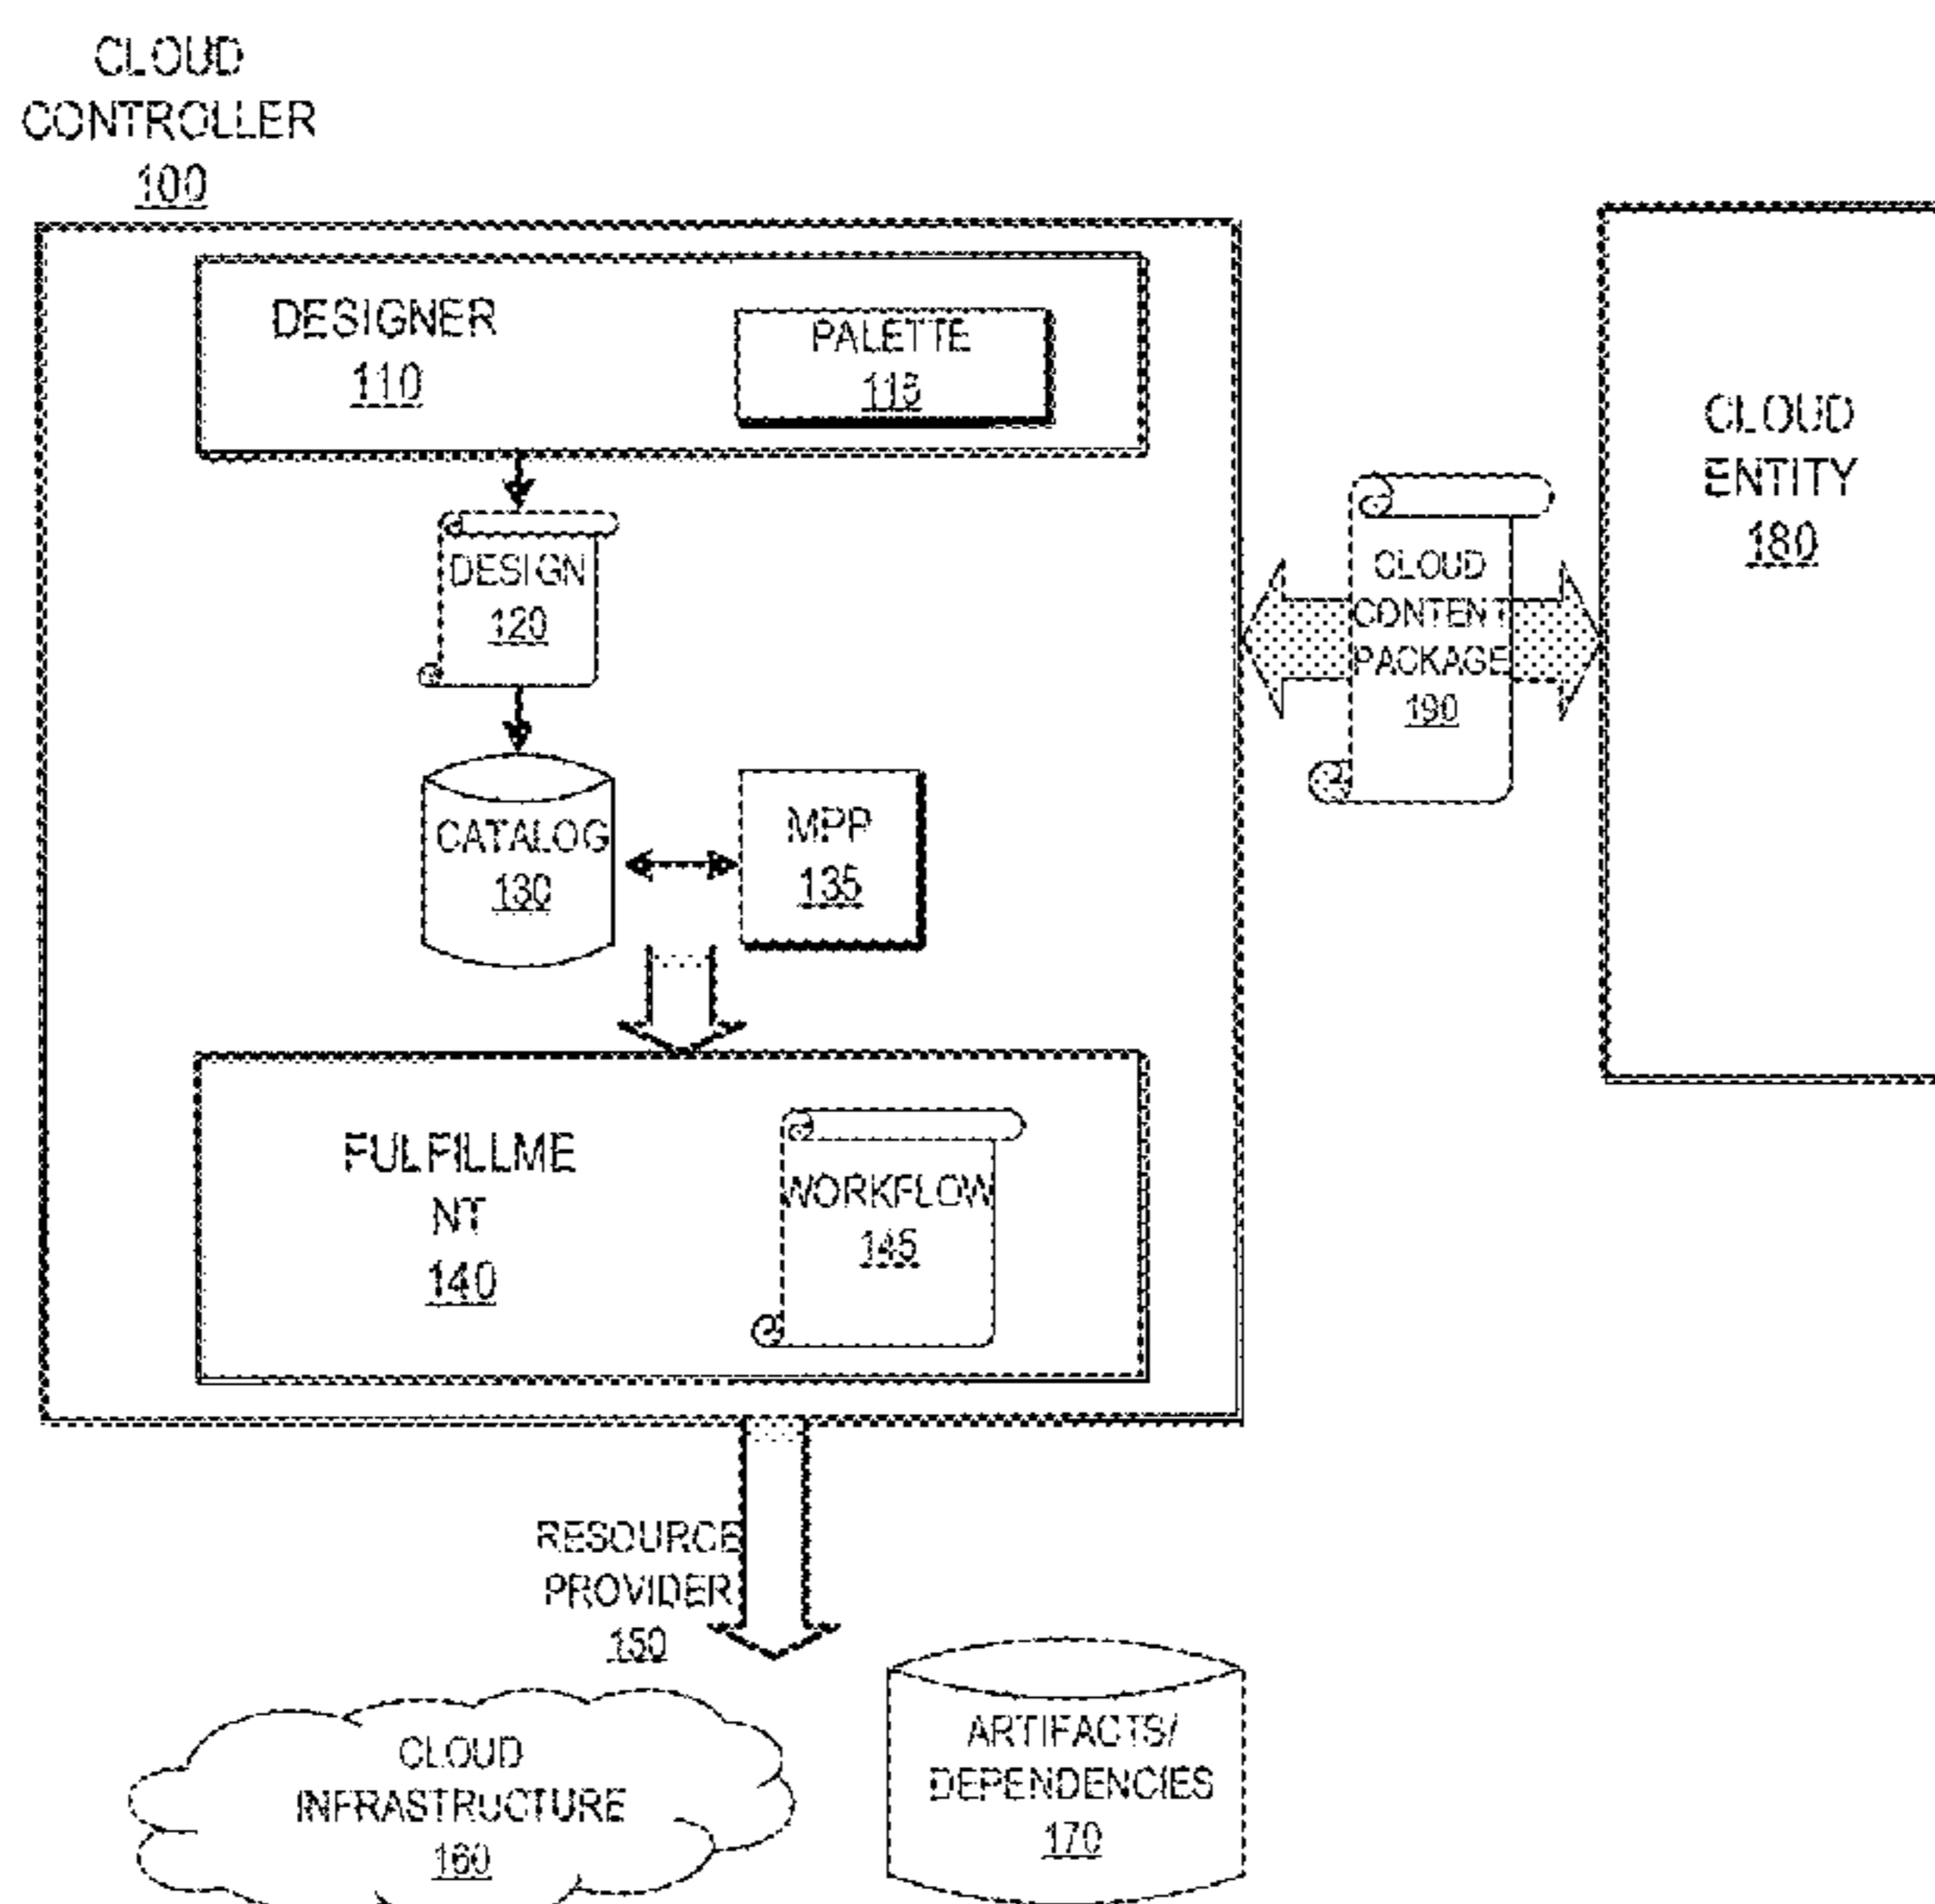 CLOUD
CONTROLLER
100
DESIGNER
110
PALETTE
115
DESIGN
120
CATALOG
130
MPP
135
FULFILLME
NT
140
WORKFLOW
145
CLOUD
CONTENT
PACKAGE
190
CLOUD
ENTITY
180
RESOURCE
PROVIDER
150
CLOUD
INFRASTRUCTURE
160
ARTIFACTS/
DEPENDENCIES
170